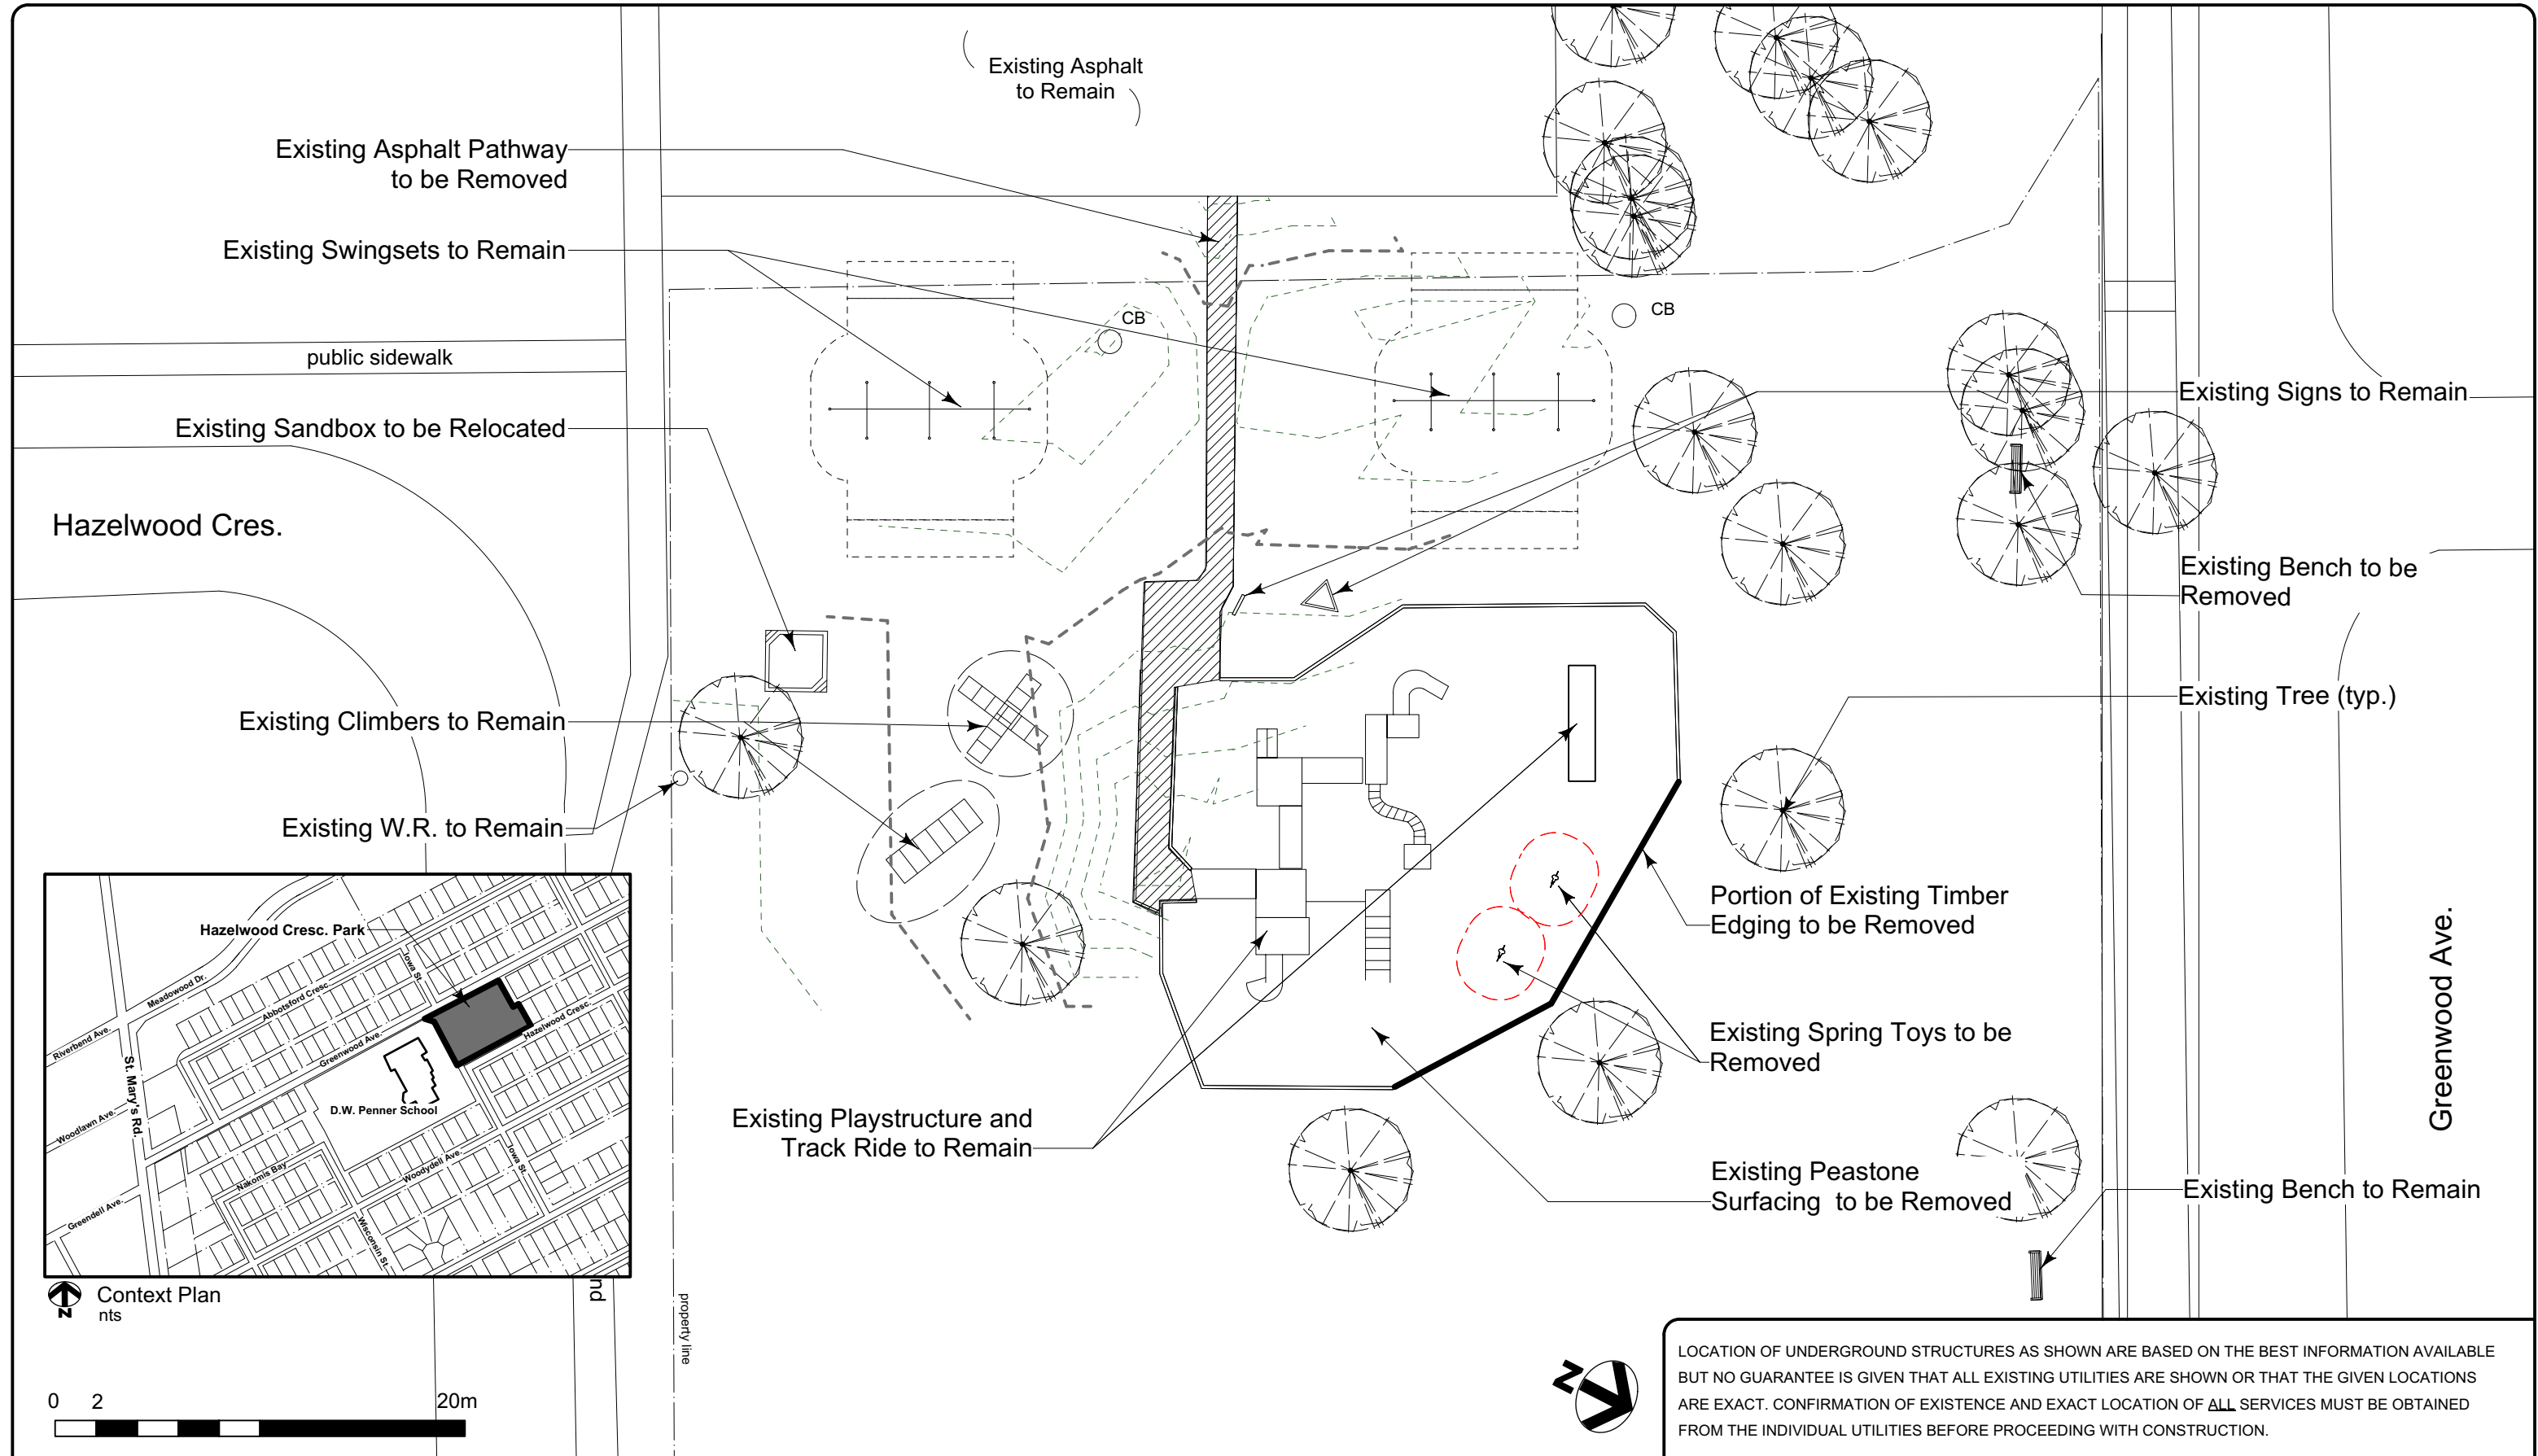 Existing Asphalt
to Remain
Existing Asphalt Pathway
to be Removed
Existing Swingsets to Remain
CB
CB
public sidewalk
Existing Signs to Remain
Existing Sandbox to be Relocated
Hazelwood Cres.
Existing Bench to be
Removed
Existing Climbers to Remain
Existing Tree (typ.)
Existing W.R. to Remain
Portion of Existing Timber
Edging to be Removed
Greenwood Ave.
Existing Spring Toys to be
Removed
Existing Playstructure and
Track Ride to Remain
Existing Peastone
Surfacing to be Removed
Existing Bench to Remain
Hazelwood Cresc. Park
Iowa St.
Meadowood Dr.
Abbotsford Cresc.
Hazelwood Cresc.
Riverbend Ave.
Greenwood Ave.
St. Mary's Rd.
D.W. Penner School
Woodlawn Ave.
Woodydell Ave.
Iowa St.
Nakomis Bay
Greendell Ave.
Wisconsin St.
N
Context Plan
nts
nd
property line
0 2 20m
N
LOCATION OF UNDERGROUND STRUCTURES AS SHOWN ARE BASED ON THE BEST INFORMATION AVAILABLE
BUT NO GUARANTEE IS GIVEN THAT ALL EXISTING UTILITIES ARE SHOWN OR THAT THE GIVEN LOCATIONS
ARE EXACT. CONFIRMATION OF EXISTENCE AND EXACT LOCATION OF ALL SERVICES MUST BE OBTAINED
FROM THE INDIVIDUAL UTILITIES BEFORE PROCEEDING WITH CONSTRUCTION.